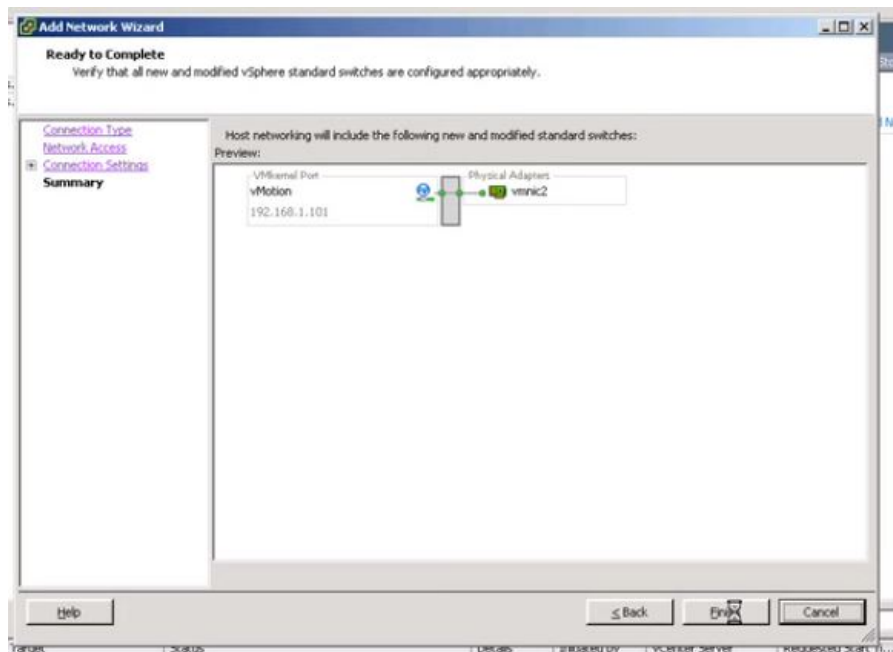 Add Network Wizard
Ready to Complete
Verify that all new and modified vSphere standard switches are configured appropriately.
Connection Type
Network Access
Connection Settings
Summary
Host networking will include the following new and modified standard switches:
Preview:
VMkernel Port
vMotion
192.168.1.101
Physical Adapters
vmnic2
Help
≤ Back
Cancel
Target
Status
Details
Initiated by
vCenter Server